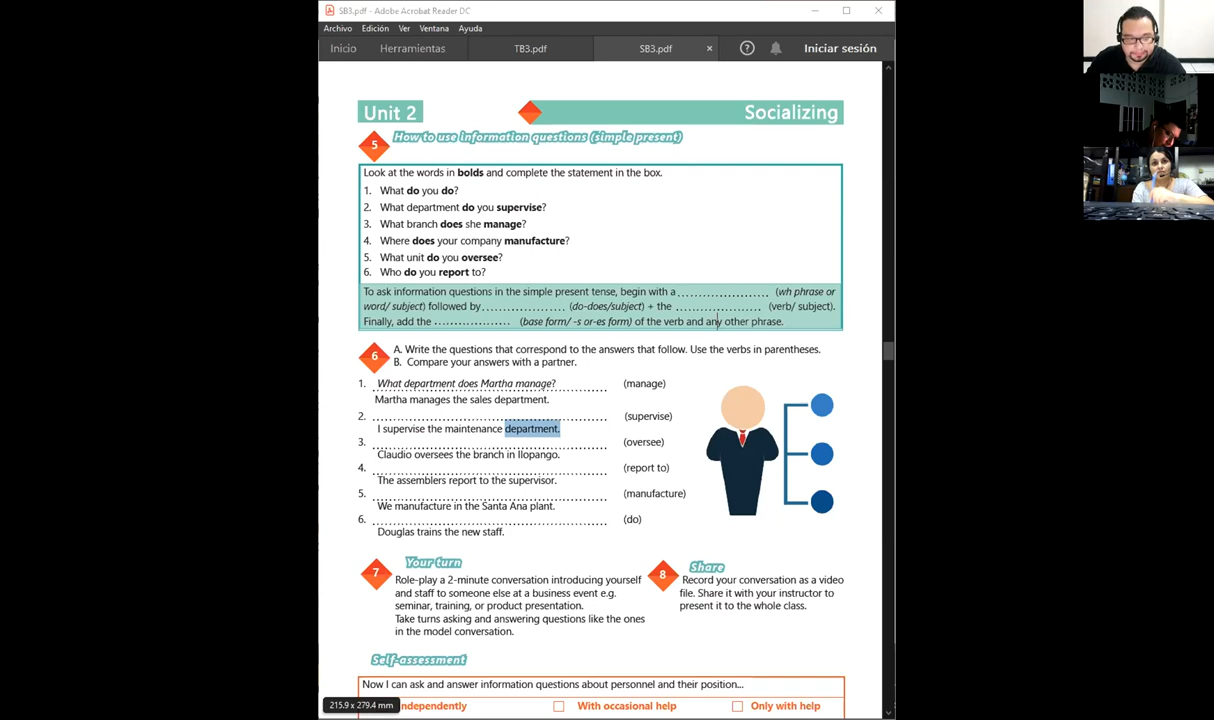 SB3.pdf - Adobe Acrobat Reader DC
Archivo Edición Ver Ventana Ayuda
Inicio Herramientas TB3.pdf SB3.pdf × ? Iniciar sesión
Unit 2 Socializing
5 How to use information questions (simple present)
Look at the words in bolds and complete the statement in the box.
1. What do you do?
2. What department do you supervise?
3. What branch does she manage?
4. Where does your company manufacture?
5. What unit do you oversee?
6. Who do you report to?
To ask information questions in the simple present tense, begin with a ........................ (wh phrase or
word/ subject) followed by ...................... (do-does/subject) + the ...................... (verb/ subject).
Finally, add the .................... (base form/ -s or-es form) of the verb and any other phrase.
6 A. Write the questions that correspond to the answers that follow. Use the verbs in parentheses.
B. Compare your answers with a partner.
1. What department does Martha manage? (manage)
Martha manages the sales department.
2. (supervise)
I supervise the maintenance department.
3. (oversee)
Claudio oversees the branch in Ilopango.
4. (report to)
The assemblers report to the supervisor.
5. (manufacture)
We manufacture in the Santa Ana plant.
6. (do)
Douglas trains the new staff.
7 Your turn
Role-play a 2-minute conversation introducing yourself
and staff to someone else at a business event e.g.
seminar, training, or product presentation.
Take turns asking and answering questions like the ones
in the model conversation.
8 Share
Record your conversation as a video
file. Share it with your instructor to
present it to the whole class.
Self-assessment
Now I can ask and answer information questions about personnel and their position...
215.9 x 279.4 mm
ndependently With occasional help Only with help